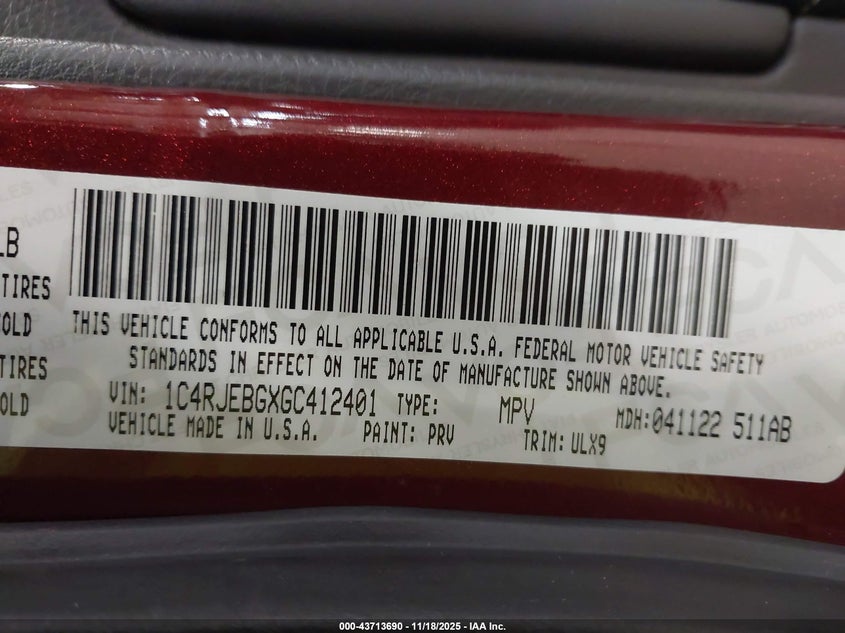 LB
TIRES
OLD
TIRES
OLD
THIS VEHICLE CONFORMS TO ALL APPLICABLE U.S.A. FEDERAL MOTOR VEHICLE SAFETY
STANDARDS IN EFFECT ON THE DATE OF MANUFACTURE SHOWN ABOVE.
VIN: 1C4RJEBGXGC412401 TYPE: MPV MDH:041122 511AB
VEHICLE MADE IN U.S.A. PAINT: PRV TRIM: ULX9
000-43713690 - 11/18/2025 - IAA Inc.